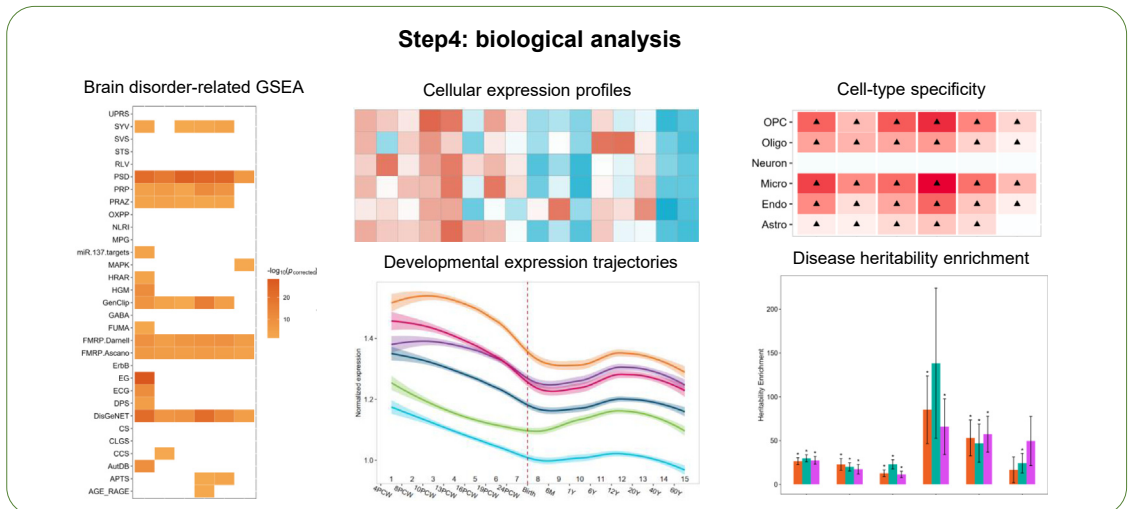 Step4: biological analysis
Brain disorder-related GSEA
UPRS
SYV
SVS
STS
RLV
PSD
PRP
PRAZ
OXPP
NLRI
MPG
miR.137.targets
MAPK
HRAR
HGM
GenClip
GABA
FUMA
FMRP.Darnell
FMRP.Ascano
ErbB
EG
ECG
DPS
DisGeNET
CS
CLGS
CCS
AutDB
APTS
AGE_RAGE
-log10(pcorrected)
20
10
Cellular expression profiles
Developmental expression trajectories
Normalized expression
1.4
1.2
1.0
1 2 3 4 5 6 7 8 9 10 11 12 13 14 15
4PCW 8PCW 10PCW 13PCW 16PCW 19PCW 24PCW Birth 6M 1Y 6Y 12Y 20Y 40Y 60Y
Cell-type specificity
OPC
Oligo
Neuron
Micro
Endo
Astro
Disease heritability enrichment
Heritability Enrichment
200
150
100
50
0